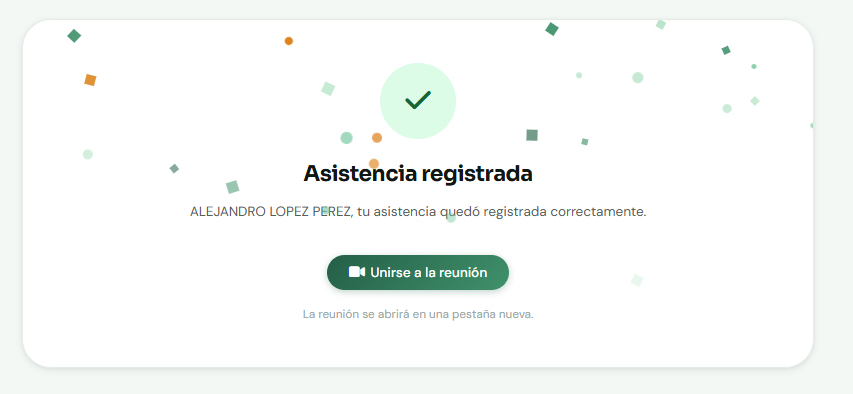 Asistencia registrada
ALEJANDRO LOPEZ PEREZ, tu asistencia quedó registrada correctamente.
Unirse a la reunión
La reunión se abrirá en una pestaña nueva.